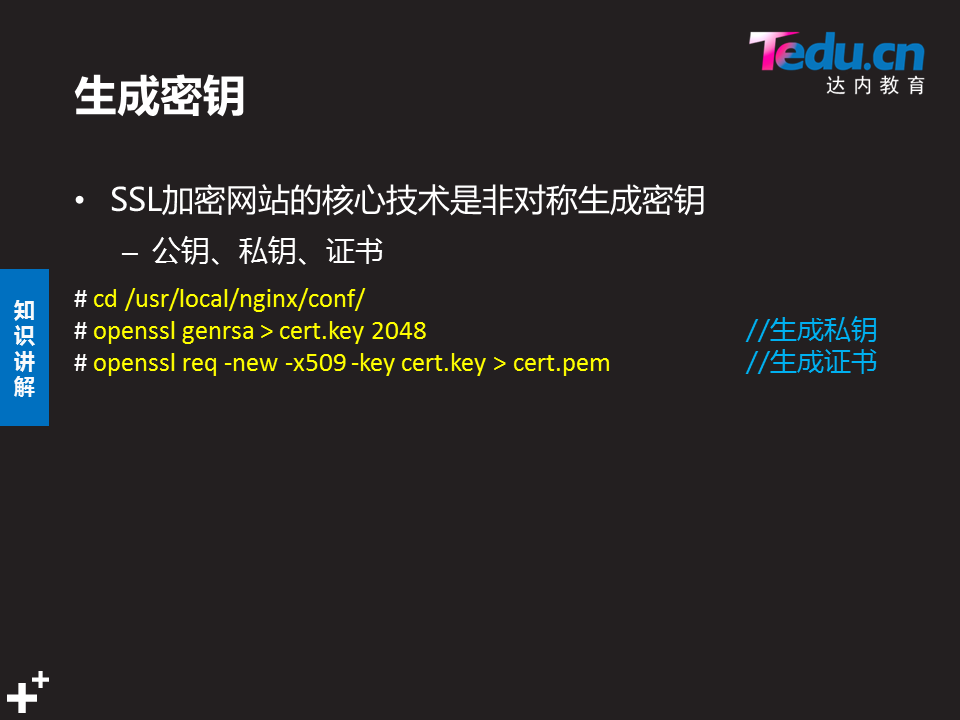 Tedu.cn
达内教育
生成密钥
• SSL加密网站的核心技术是非对称生成密钥
– 公钥、私钥、证书
# cd /usr/local/nginx/conf/
# openssl genrsa > cert.key 2048 //生成私钥
# openssl req -new -x509 -key cert.key > cert.pem //生成证书
知识讲解